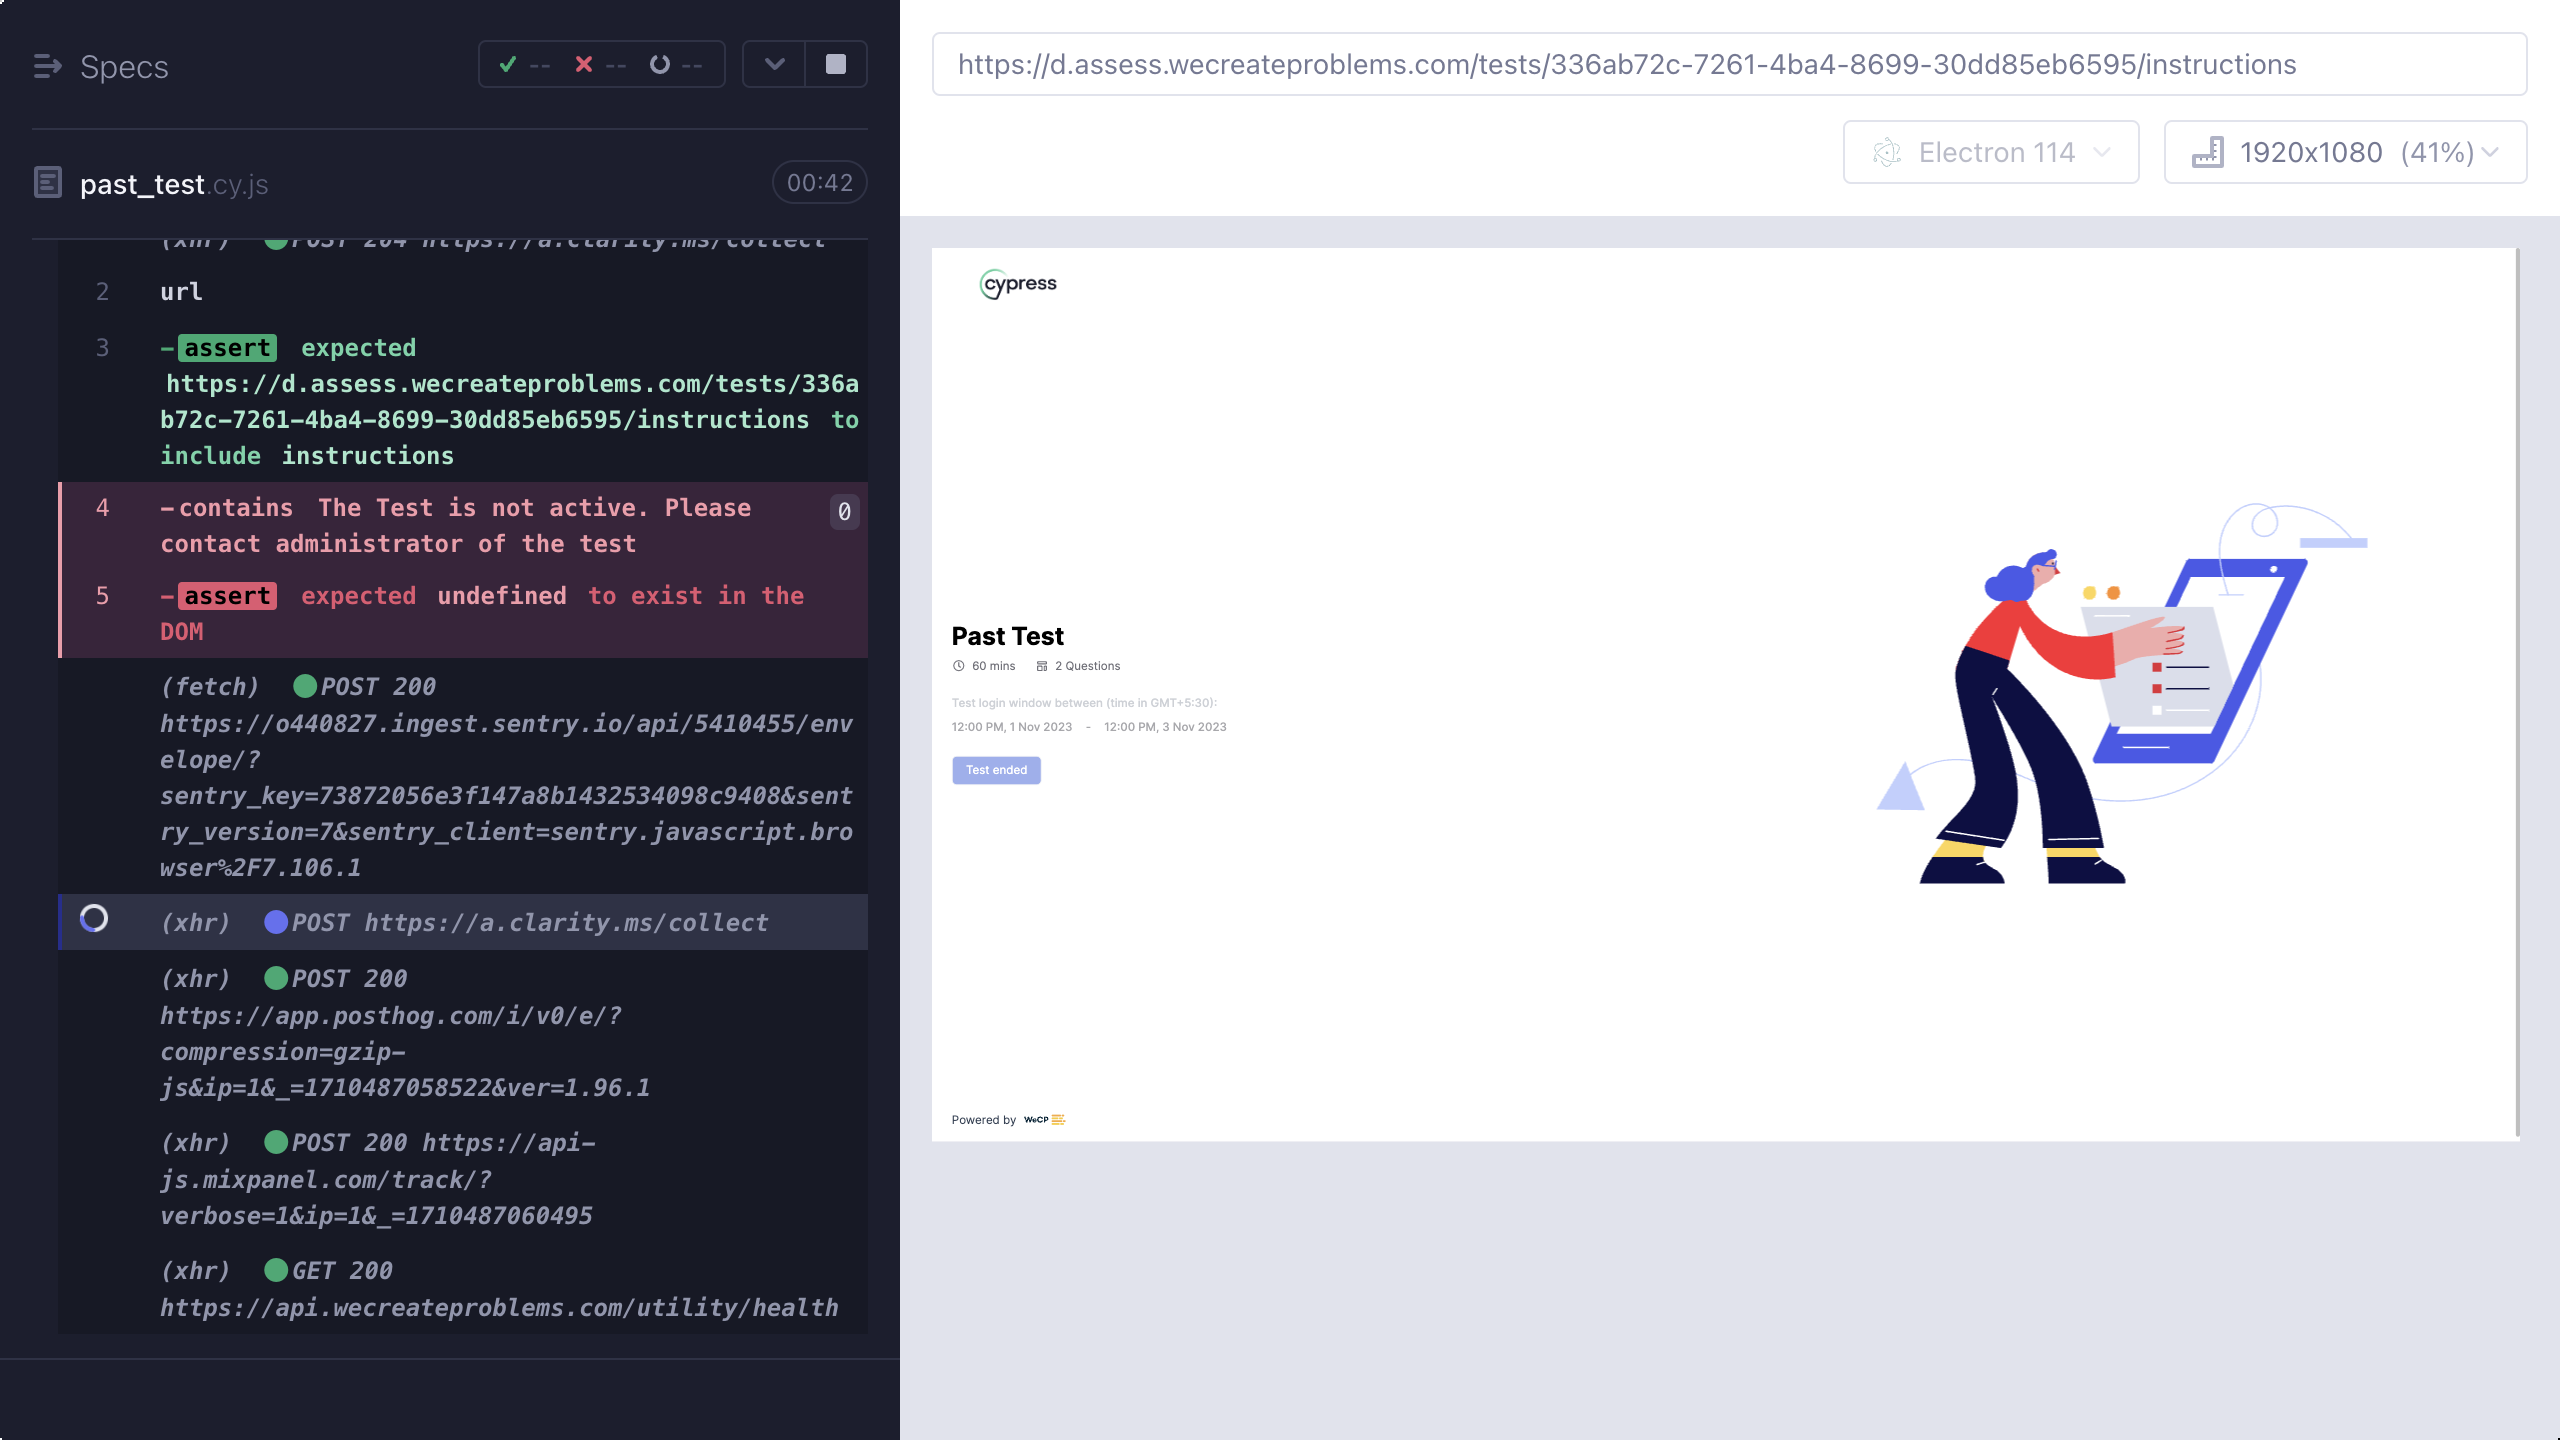 Specs
-- -- --
past_test.cy.js
00:42
(xhr) POST 204 https://a.clarity.ms/collect
2 url
3 -assert expected
https://d.assess.wecreateproblems.com/tests/336a
b72c-7261-4ba4-8699-30dd85eb6595/instructions to
include instructions
4 -contains The Test is not active. Please 0
contact administrator of the test
5 -assert expected undefined to exist in the
DOM
(fetch) POST 200
https://o440827.ingest.sentry.io/api/5410455/env
elope/?
sentry_key=73872056e3f147a8b1432534098c9408&sent
ry_version=7&sentry_client=sentry.javascript.bro
wser%2F7.106.1
(xhr) POST https://a.clarity.ms/collect
(xhr) POST 200
https://app.posthog.com/i/v0/e/?
compression=gzip-
js&ip=1&_=1710487058522&ver=1.96.1
(xhr) POST 200 https://api-
js.mixpanel.com/track/?
verbose=1&ip=1&_=1710487060495
(xhr) GET 200
https://api.wecreateproblems.com/utility/health
https://d.assess.wecreateproblems.com/tests/336ab72c-7261-4ba4-8699-30dd85eb6595/instructions
Electron 114
1920x1080 (41%)
cypress
Past Test
60 mins 2 Questions
Test login window between (time in GMT+5:30):
12:00 PM, 1 Nov 2023 - 12:00 PM, 3 Nov 2023
Test ended
Powered by WeCP